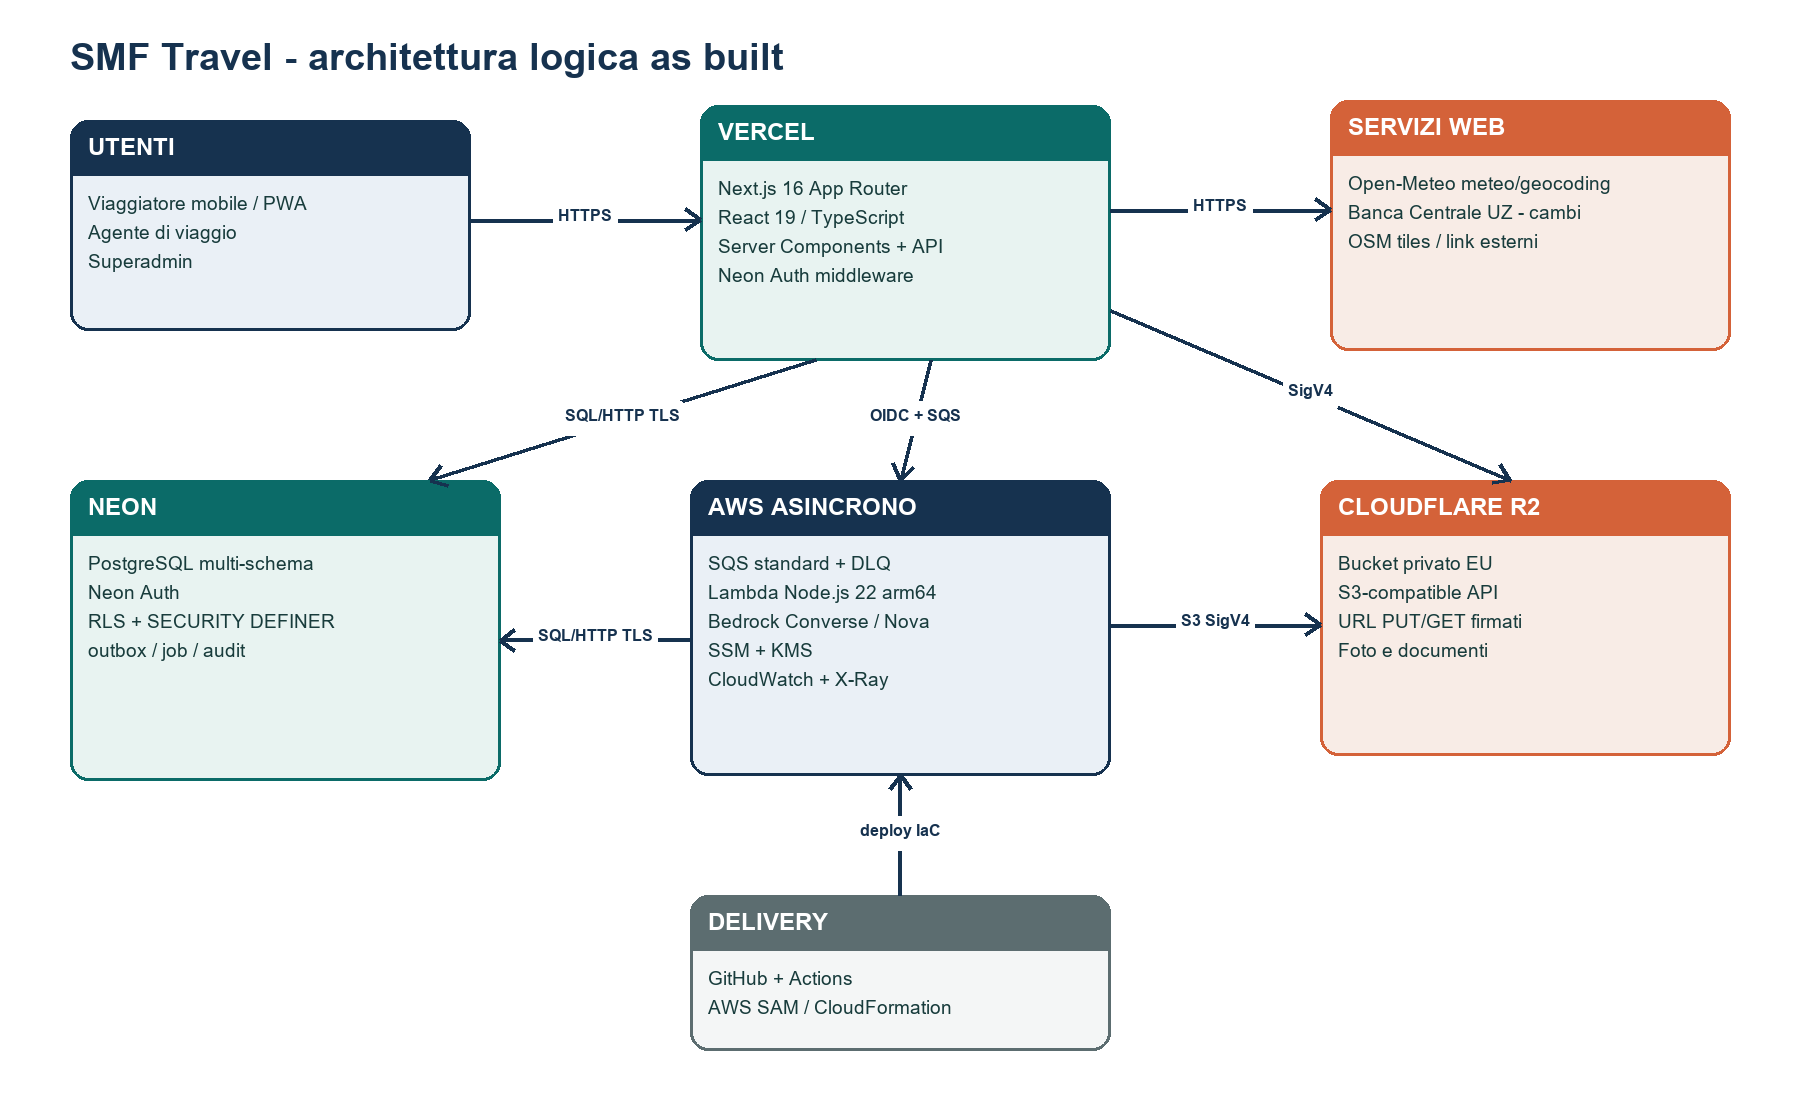 SMF Travel - architettura logica as built
UTENTI
Viaggiatore mobile / PWA
Agente di viaggio
Superadmin
HTTPS
VERCEL
Next.js 16 App Router
React 19 / TypeScript
Server Components + API
Neon Auth middleware
HTTPS
SERVIZI WEB
Open-Meteo meteo/geocoding
Banca Centrale UZ - cambi
OSM tiles / link esterni
SQL/HTTP TLS
OIDC + SQS
SigV4
NEON
PostgreSQL multi-schema
Neon Auth
RLS + SECURITY DEFINER
outbox / job / audit
SQL/HTTP TLS
AWS ASINCRONO
SQS standard + DLQ
Lambda Node.js 22 arm64
Bedrock Converse / Nova
SSM + KMS
CloudWatch + X-Ray
S3 SigV4
CLOUDFLARE R2
Bucket privato EU
S3-compatible API
URL PUT/GET firmati
Foto e documenti
deploy IaC
DELIVERY
GitHub + Actions
AWS SAM / CloudFormation